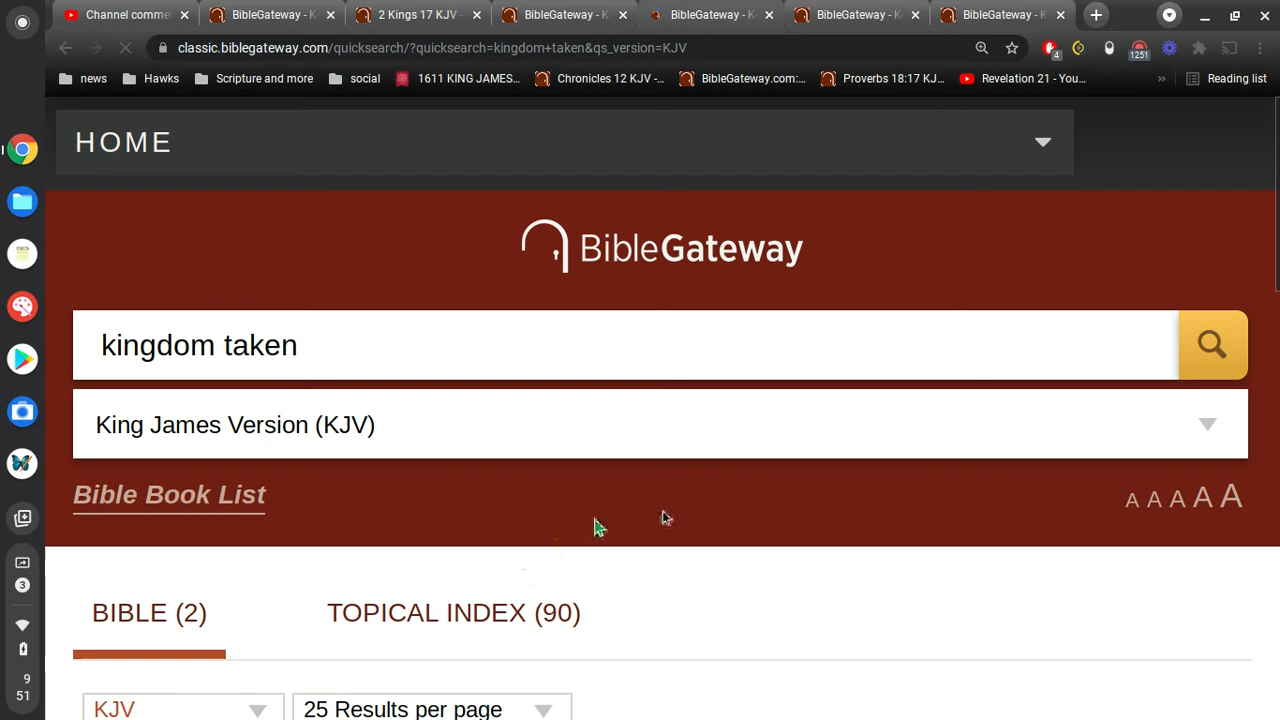 Channel comme
BibleGateway - K
2 Kings 17 KJV -
BibleGateway - K
BibleGateway - K
BibleGateway - K
BibleGateway - K
classic.biblegateway.com/quicksearch/?quicksearch=kingdom+taken&qs_version=KJV
4
1251
news
Hawks
Scripture and more
social
1611 KING JAMES...
Chronicles 12 KJV -...
BibleGateway.com:...
Proverbs 18:17 KJ...
Revelation 21 - You...
»
Reading list
HOME
BibleGateway
kingdom taken
King James Version (KJV)
Bible Book List
A A A A A
BIBLE (2)
TOPICAL INDEX (90)
KJV
25 Results per page
3
9
51